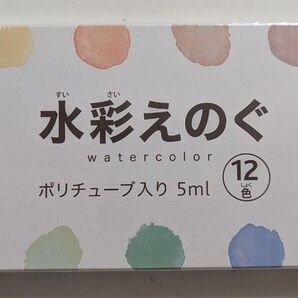 すい さい
水彩えのぐ
watercolor
12
しょく
色
ポリチューブ入り 5ml